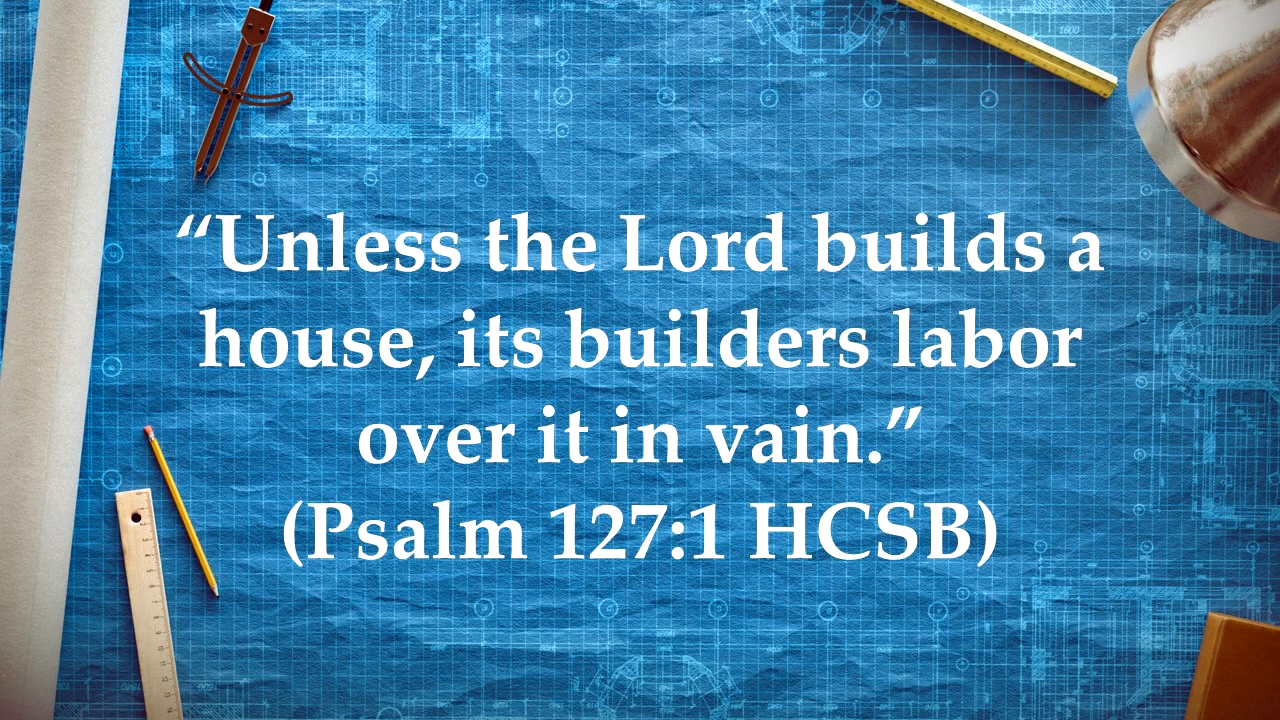 “Unless the Lord builds a
house, its builders labor
over it in vain.”
(Psalm 127:1 HCSB)